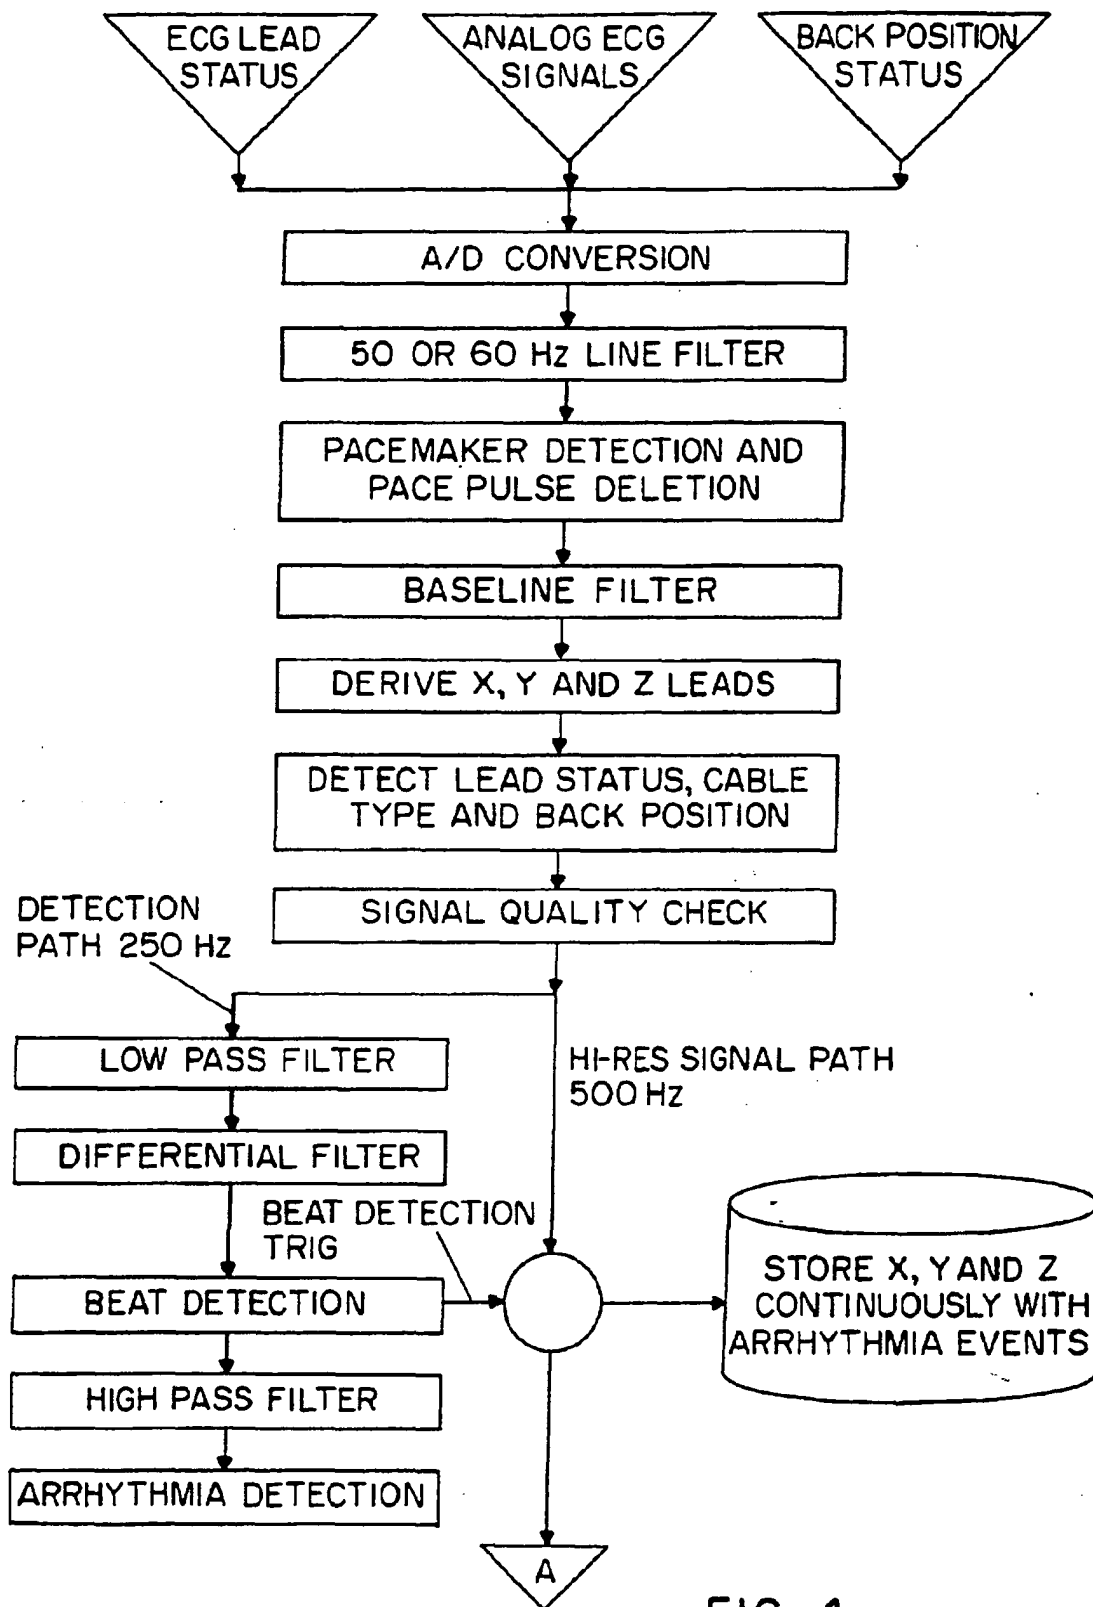 ECG LEAD
STATUS
ANALOG ECG
SIGNALS
BACK POSITION
STATUS
A/D CONVERSION
50 OR 60 Hz LINE FILTER
PACEMAKER DETECTION AND
PACE PULSE DELETION
BASELINE FILTER
DERIVE X, Y AND Z LEADS
DETECT LEAD STATUS, CABLE
TYPE AND BACK POSITION
SIGNAL QUALITY CHECK
DETECTION
PATH 250 Hz
LOW PASS FILTER
HI-RES SIGNAL PATH
500 Hz
DIFFERENTIAL FILTER
BEAT DETECTION
TRIG
BEAT DETECTION
STORE X, Y AND Z
CONTINUOUSLY WITH
ARRHYTHMIA EVENTS
HIGH PASS FILTER
ARRHYTHMIA DETECTION
A